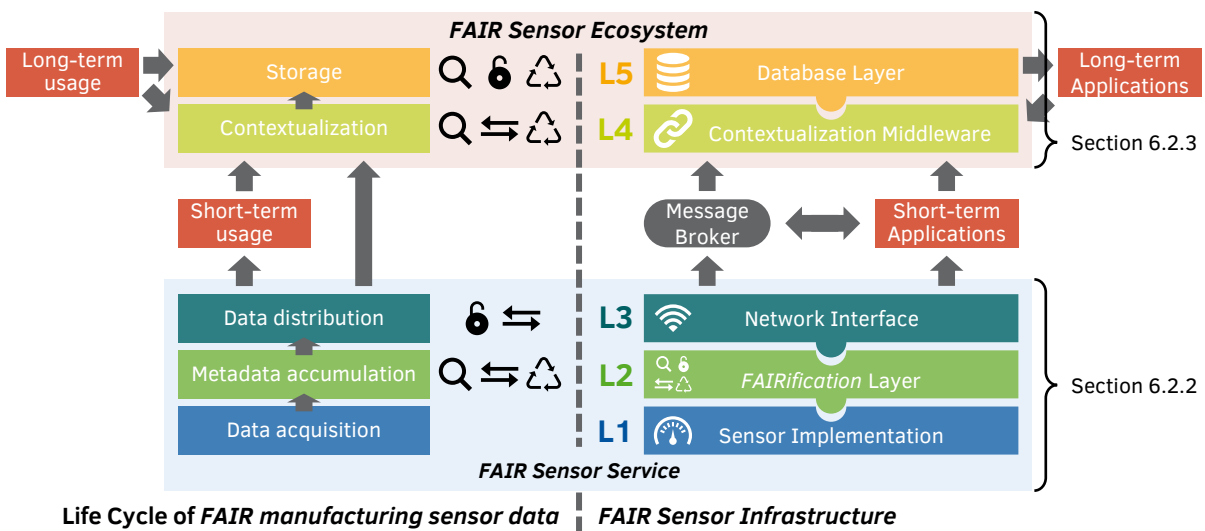 FAIR Sensor Ecosystem
Long-term
usage
Storage
L5
Database Layer
Long-term
Applications
Contextualization
L4
Contextualization Middleware
Section 6.2.3
Short-term
usage
Message
Broker
Short-term
Applications
Data distribution
L3
Network Interface
Metadata accumulation
L2
FAIRification Layer
Section 6.2.2
Data acquisition
L1
Sensor Implementation
FAIR Sensor Service
Life Cycle of FAIR manufacturing sensor data
FAIR Sensor Infrastructure